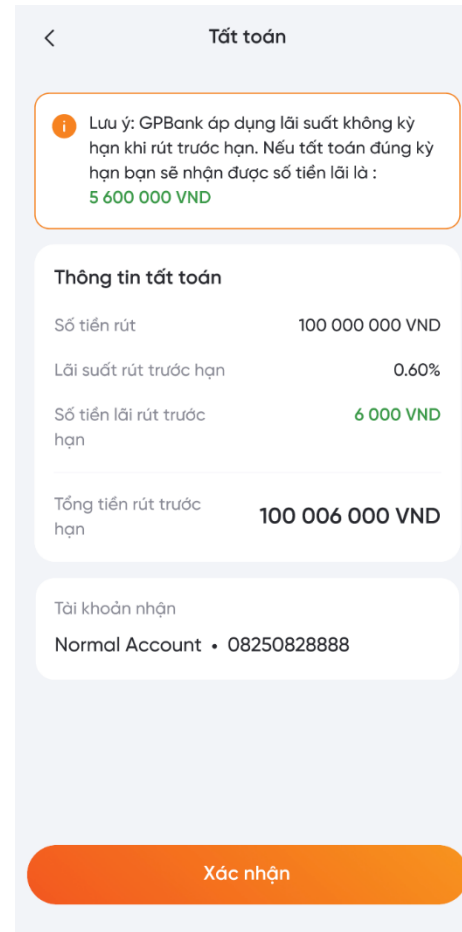 Tất toán
Lưu ý: GPBank áp dụng lãi suất không kỳ
hạn khi rút trước hạn. Nếu tất toán đúng kỳ
hạn bạn sẽ nhận được số tiền lãi là :
5 600 000 VND
Thông tin tất toán
Số tiền rút 100 000 000 VND
Lãi suất rút trước hạn 0.60%
Số tiền lãi rút trước 6 000 VND
hạn
Tổng tiền rút trước 100 006 000 VND
hạn
Tài khoản nhận
Normal Account • 08250828888
Xác nhận